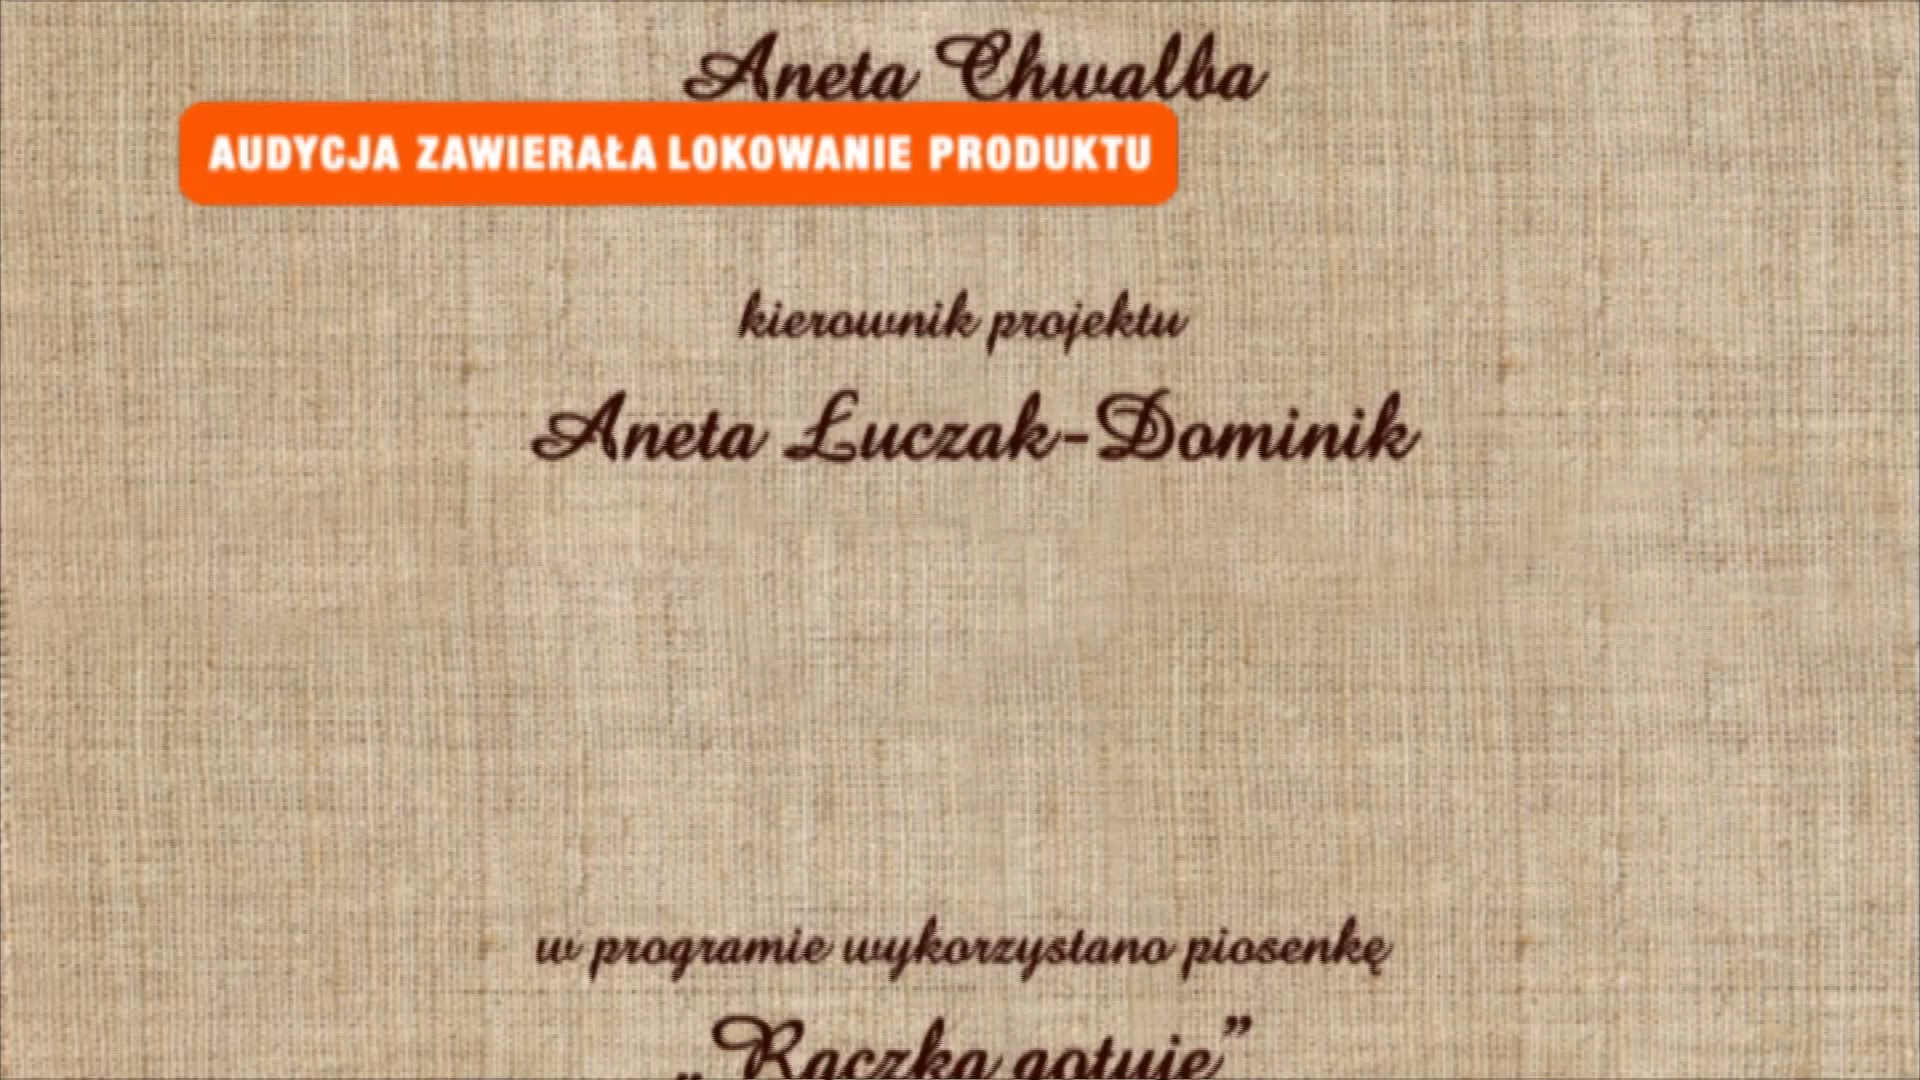 Aneta Chwalba
AUDYCJA ZAWIERAŁA LOKOWANIE PRODUKTU
kierownik projektu
Aneta Łuczak-Dominik
w programie wykorzystano piosenkę
„Rączka gotuje”